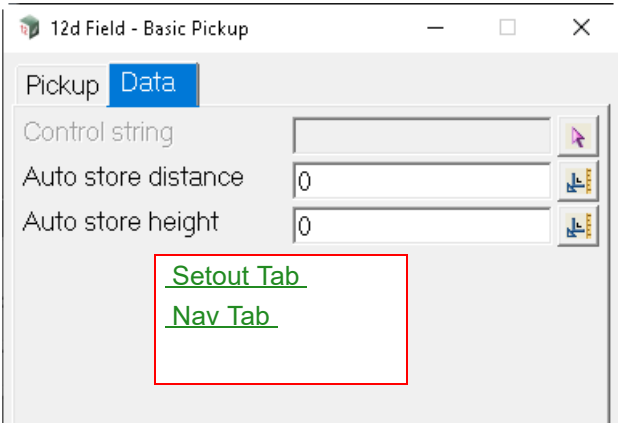 12d Field - Basic Pickup
Pickup Data
Control string
Auto store distance 0
Auto store height 0
Setout Tab
Nav Tab